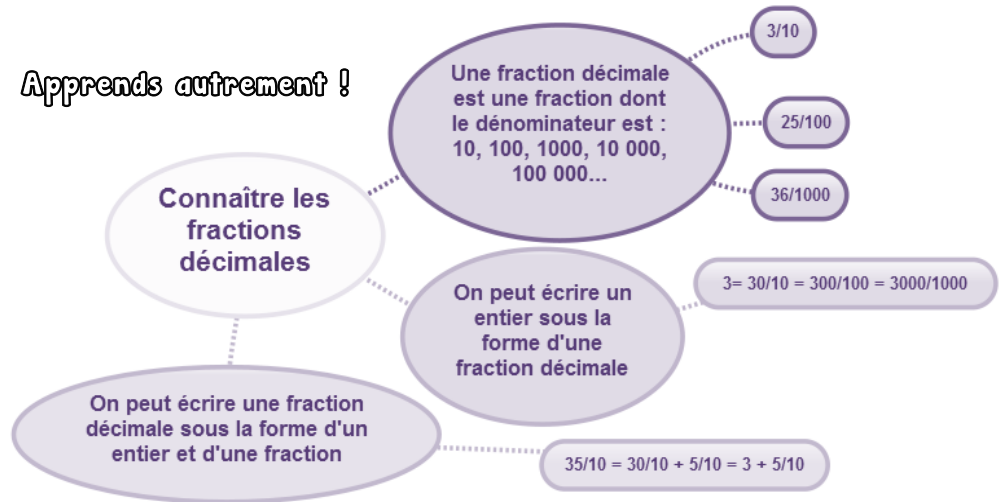 Apprends autrement !
Connaître les
fractions
décimales
Une fraction décimale
est une fraction dont
le dénominateur est :
10, 100, 1000, 10 000,
100 000...
3/10
25/100
36/1000
On peut écrire un
entier sous la
forme d'une
fraction décimale
3= 30/10 = 300/100 = 3000/1000
On peut écrire une fraction
décimale sous la forme d'un
entier et d'une fraction
35/10 = 30/10 + 5/10 = 3 + 5/10